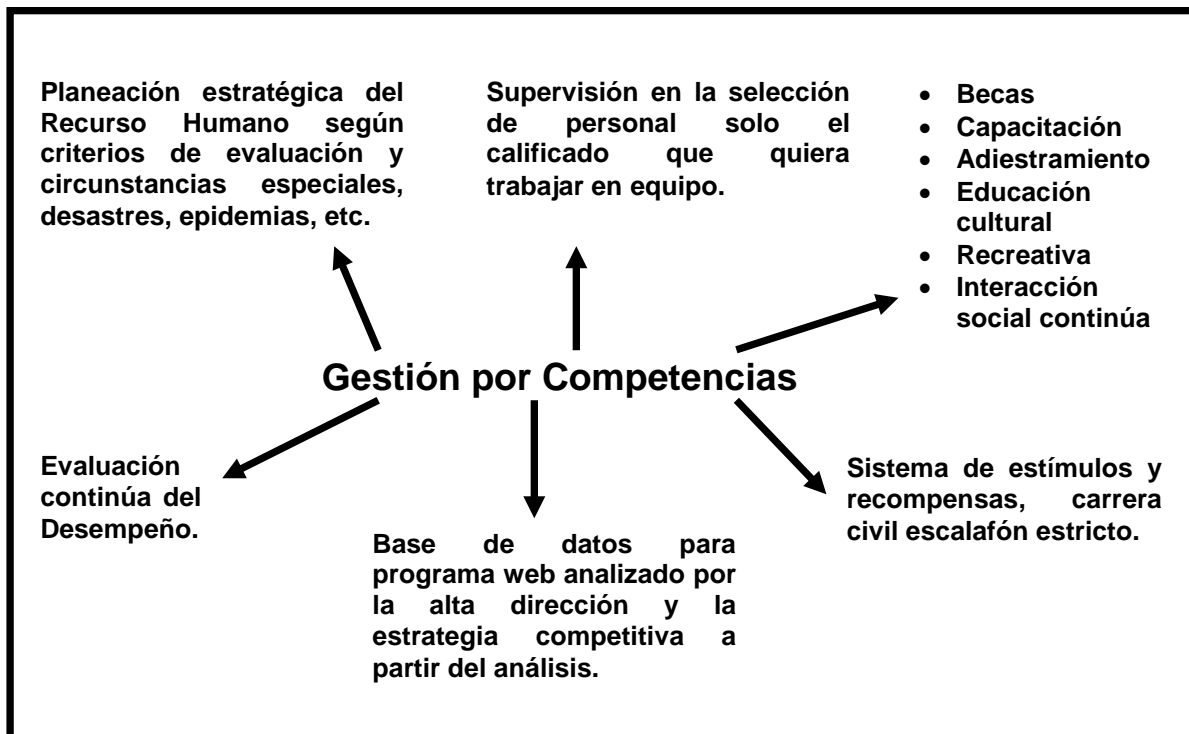 Planeación estratégica del
Recurso Humano según
criterios de evaluación y
circunstancias especiales,
desastres, epidemias, etc.
Supervisión en la selección
de personal solo el
calificado que quiera
trabajar en equipo.
• Becas
• Capacitación
• Adiestramiento
• Educación
cultural
• Recreativa
• Interacción
social continúa
Gestión por Competencias
Evaluación
continúa del
Desempeño.
Base de datos para
programa web analizado por
la alta dirección y la
estrategia competitiva a
partir del análisis.
Sistema de estímulos y
recompensas, carrera
civil escalafón estricto.